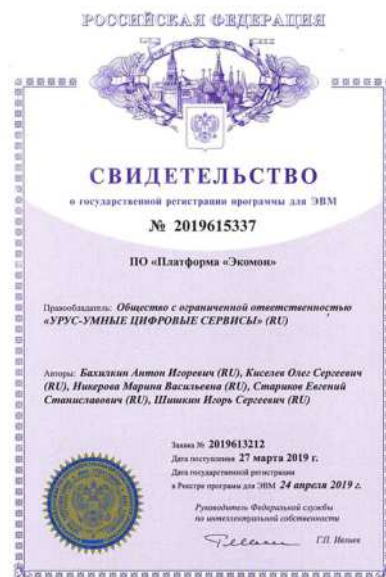 РОССИЙСКАЯ ФЕДЕРАЦИЯ
СВИДЕТЕЛЬСТВО
о государственной регистрации программы для ЭВМ
№ 2019615337
ПО «Платформа «Экомон»
Правообладатель: Общество с ограниченной ответственностью
«УРУС-УМНЫЕ ЦИФРОВЫЕ СЕРВИСЫ» (RU)
Авторы: Бахилкин Антон Игоревич (RU), Киселев Олег Сергеевич
(RU), Никерова Марина Васильевна (RU), Стариков Евгений
Станиславович (RU), Шишкин Игорь Сергеевич (RU)
Заявка № 2019613212
Дата поступления 27 марта 2019 г.
Дата государственной регистрации
в Реестре программ для ЭВМ 24 апреля 2019 г.
Руководитель Федеральной службы
по интеллектуальной собственности
Г.П. Ивлиев